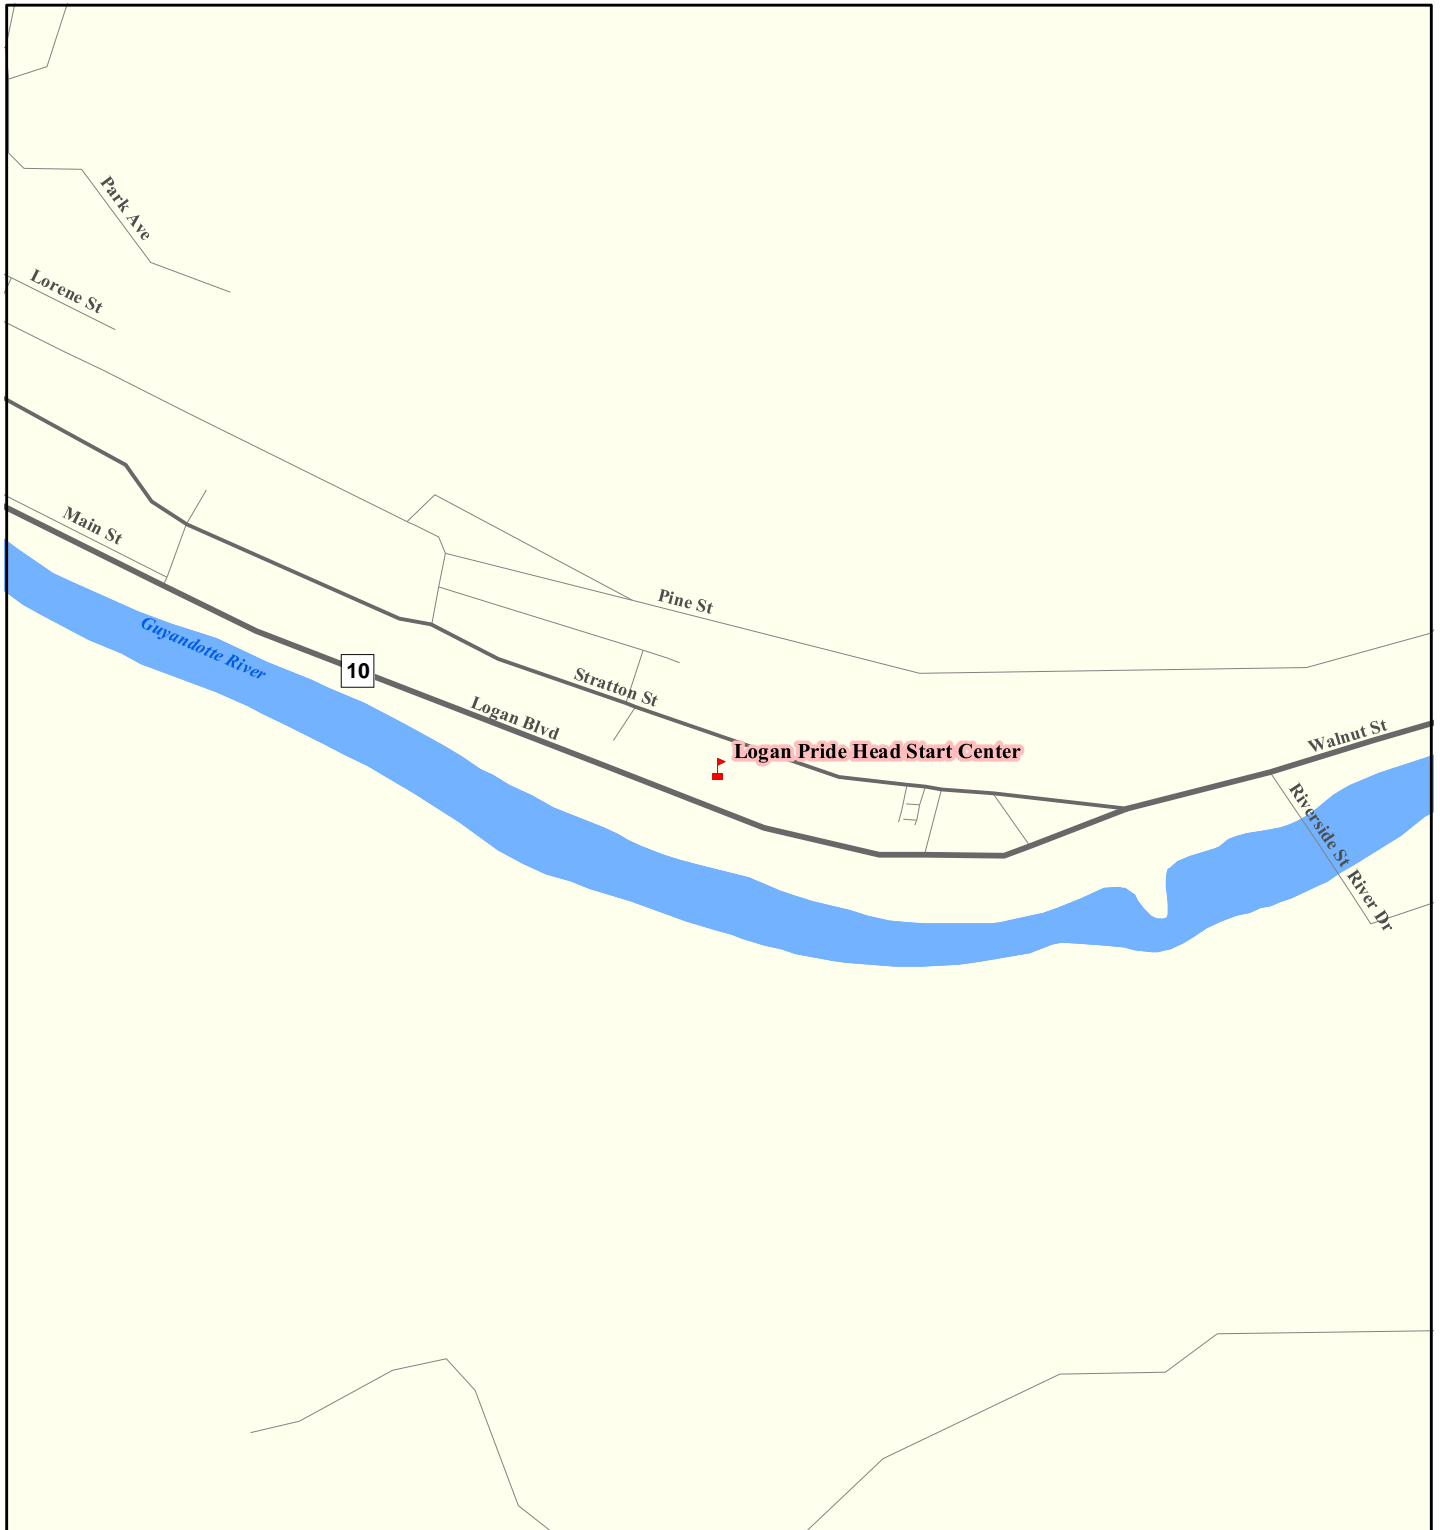 Park Ave
Lorene St
Main St
Guyandotte River
10
Logan Blvd
Stratton St
Pine St
Logan Pride Head Start Center
Walnut St
Riverside St
River Dr